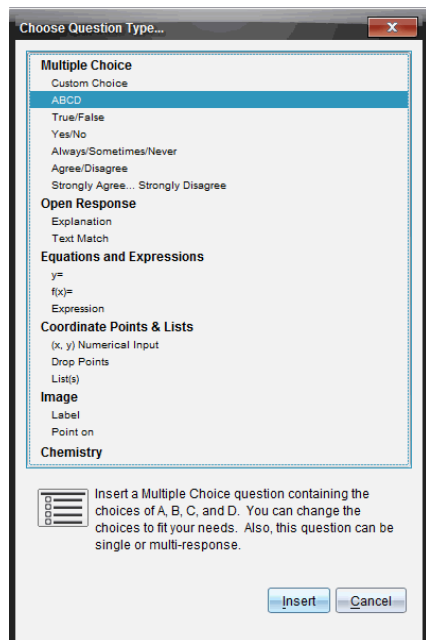 Choose Question Type...
Multiple Choice
Custom Choice
ABCD
True/False
Yes/No
Always/Sometimes/Never
Agree/Disagree
Strongly Agree... Strongly Disagree
Open Response
Explanation
Text Match
Equations and Expressions
y=
f(x)=
Expression
Coordinate Points & Lists
(x, y) Numerical Input
Drop Points
List(s)
Image
Label
Point on
Chemistry
Insert a Multiple Choice question containing the
choices of A, B, C, and D. You can change the
choices to fit your needs. Also, this question can be
single or multi-response.
Insert
Cancel